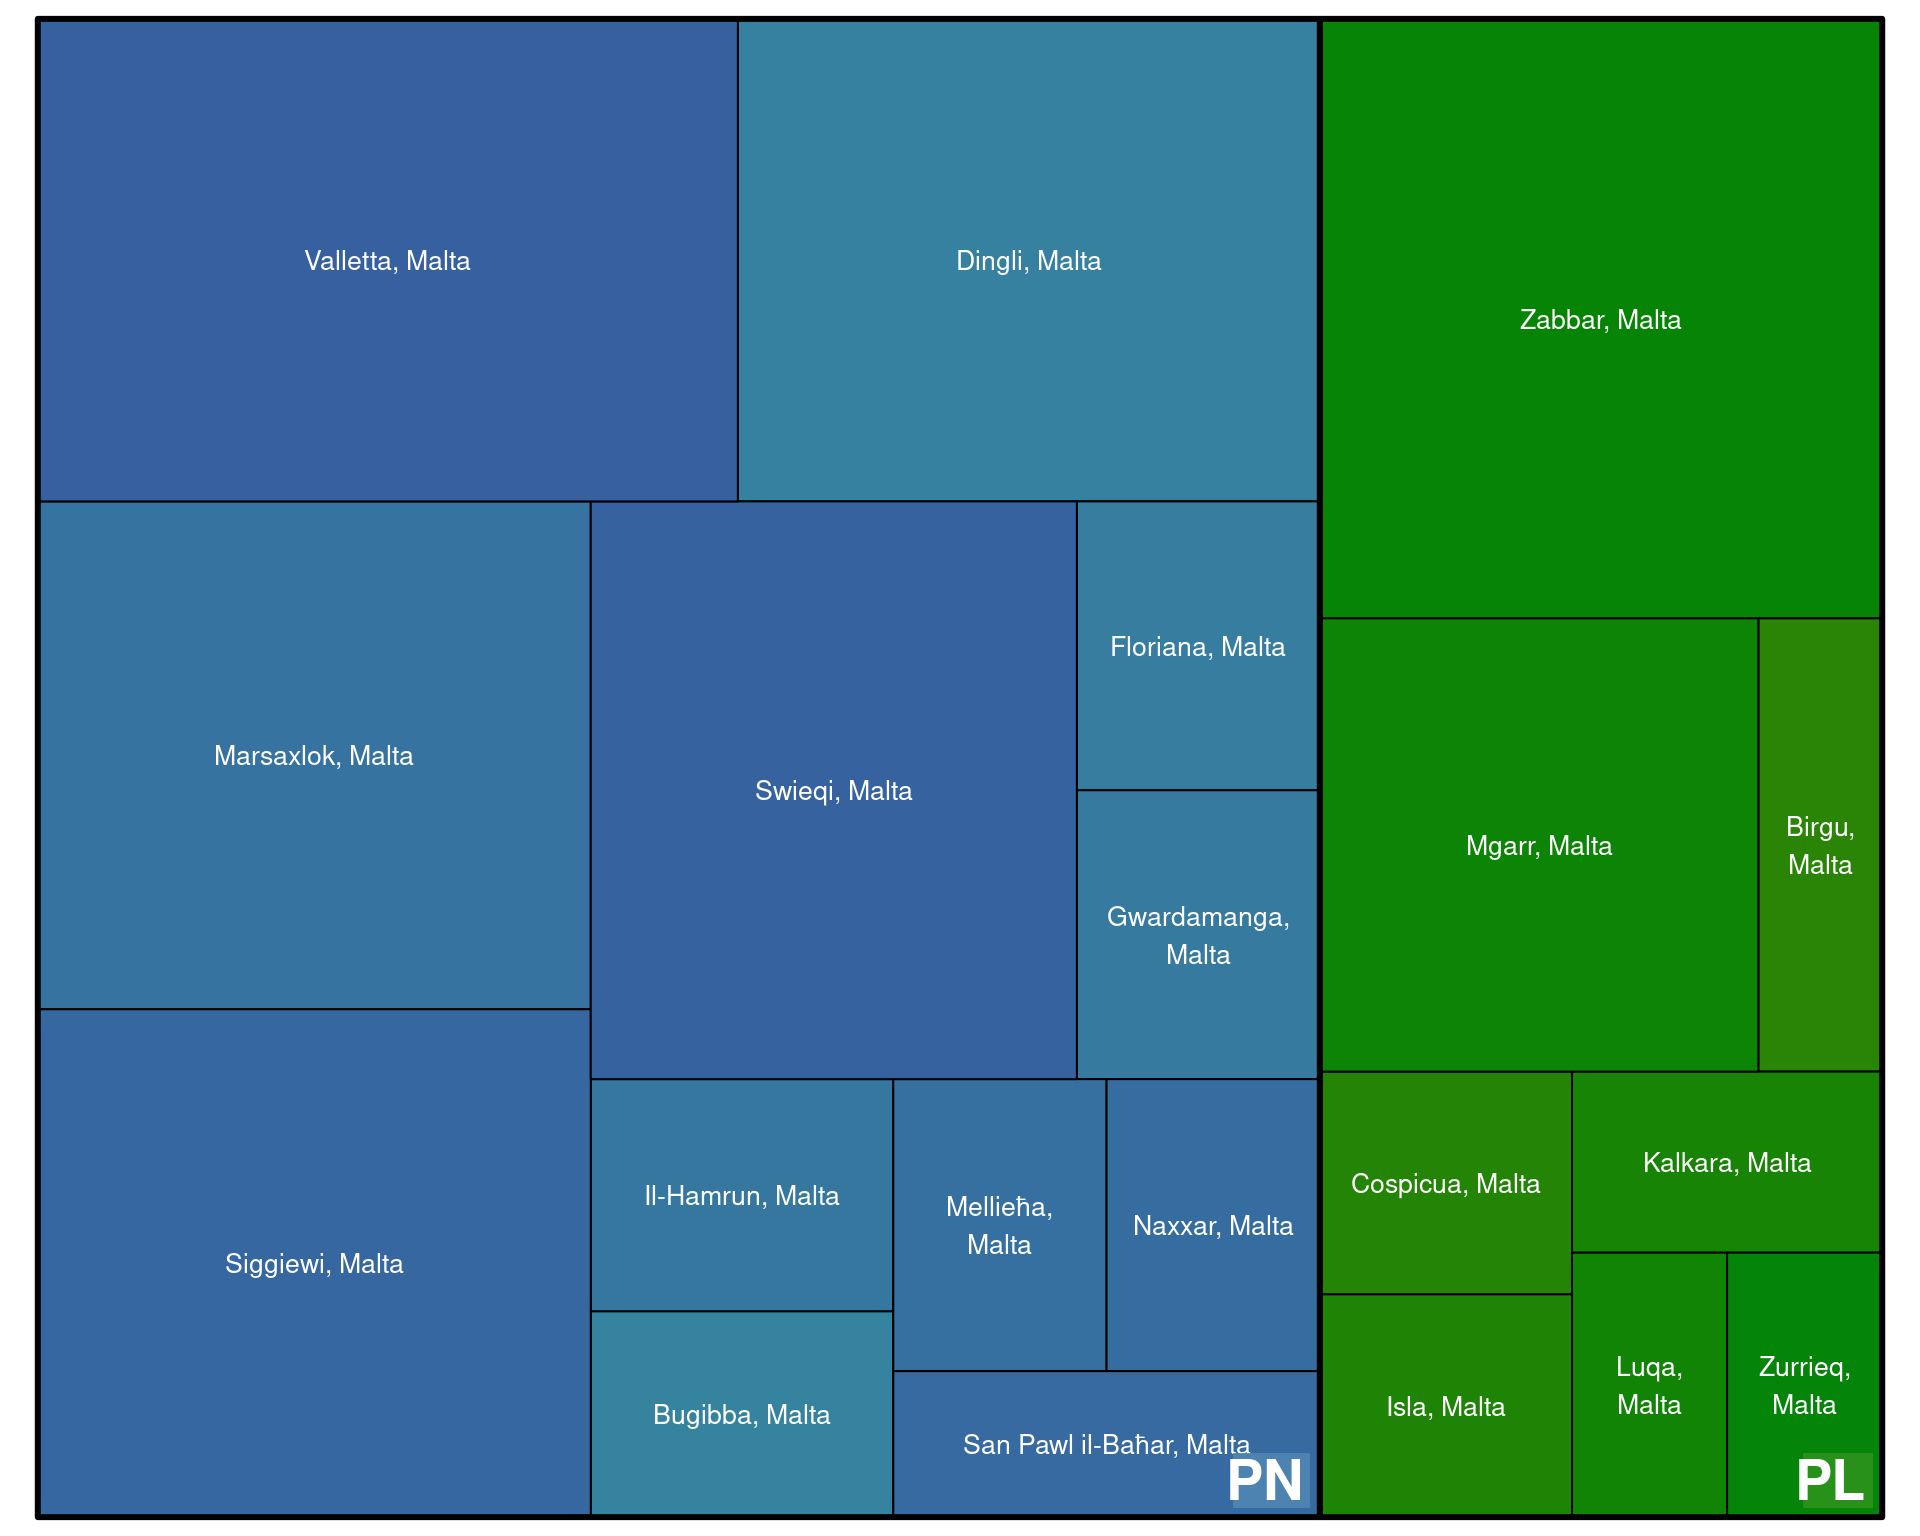 Valletta, Malta
Dingli, Malta
Zabbar, Malta
Marsaxlok, Malta
Swieqi, Malta
Floriana, Malta
Gwardamanga,
Malta
Mgarr, Malta
Birgu,
Malta
Siggiewi, Malta
Il-Hamrun, Malta
Bugibba, Malta
Mellieħa,
Malta
Naxxar, Malta
San Pawl il-Baħar, Malta
PN
Cospicua, Malta
Kalkara, Malta
Isla, Malta
Luqa,
Malta
Zurrieq,
Malta
PL